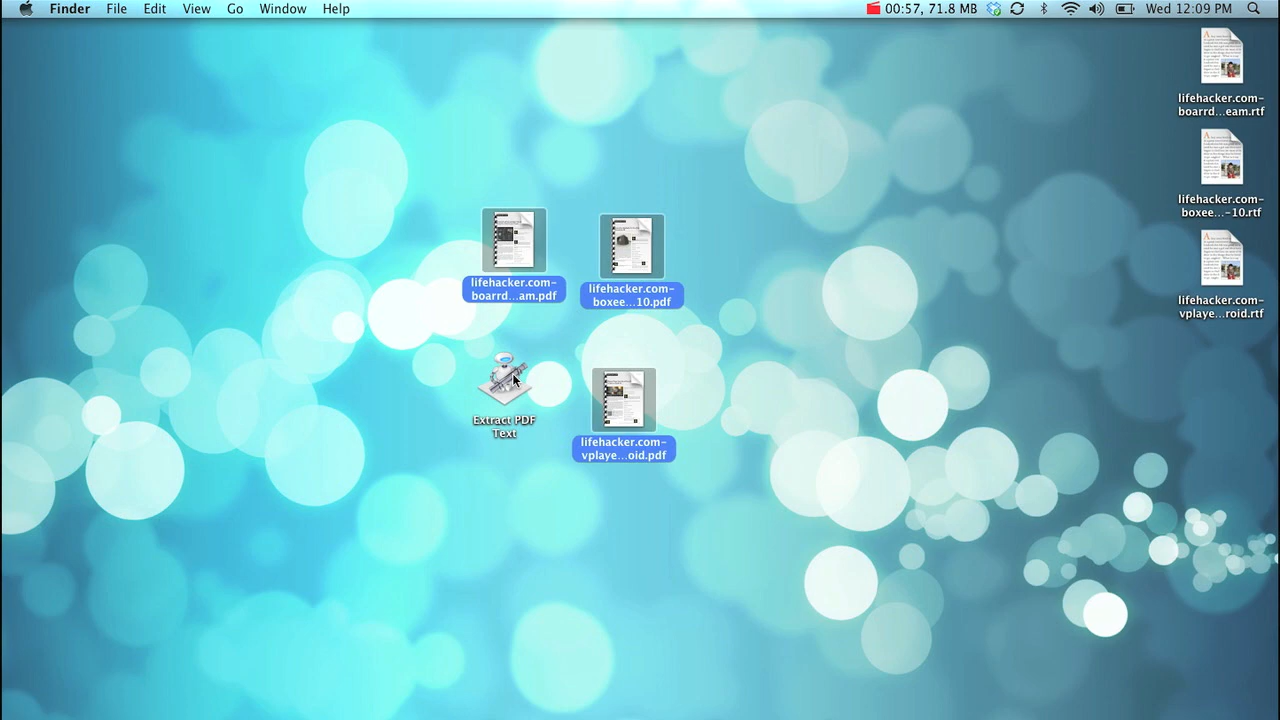 Finder File Edit View Go Window Help 00:57, 71.8 MB Wed 12:09 PM
lifehacker.com-
boarrd...eam.rtf
lifehacker.com-
boxee...-10.rtf
lifehacker.com-
vplaye...roid.rtf
lifehacker.com-
boarrd...am.pdf
lifehacker.com-
boxee...10.pdf
Extract PDF
Text
lifehacker.com-
vplaye...oid.pdf